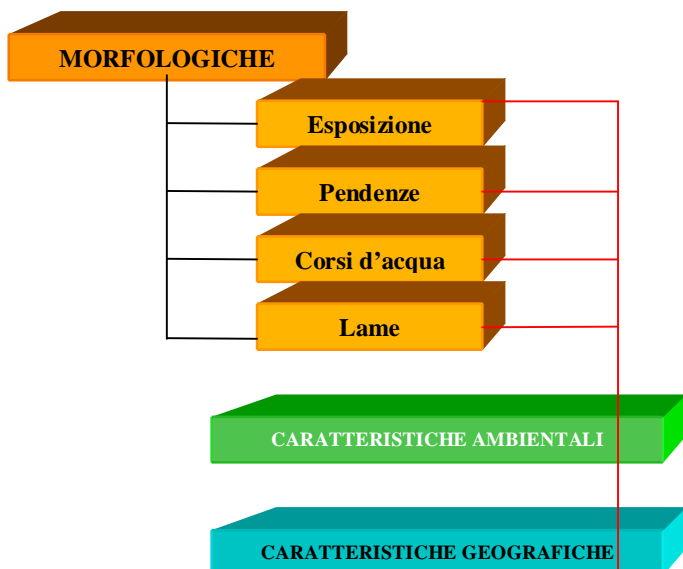 MORFOLOGICHE
Esposizione
Pendenze
Corsi d’acqua
Lame
CARATTERISTICHE AMBIENTALI
CARATTERISTICHE GEOGRAFICHE